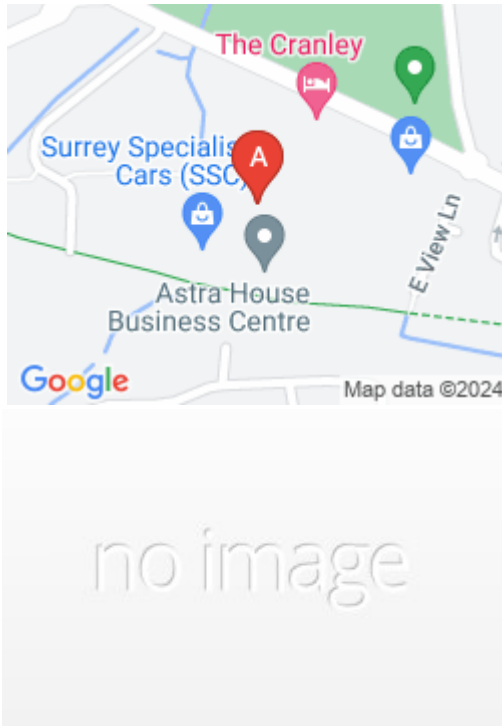 The Cranley
Surrey Specialis
Cars (SSC)
A
E View Ln
Astra House
Business Centre
Google
Map data ©2024
no image